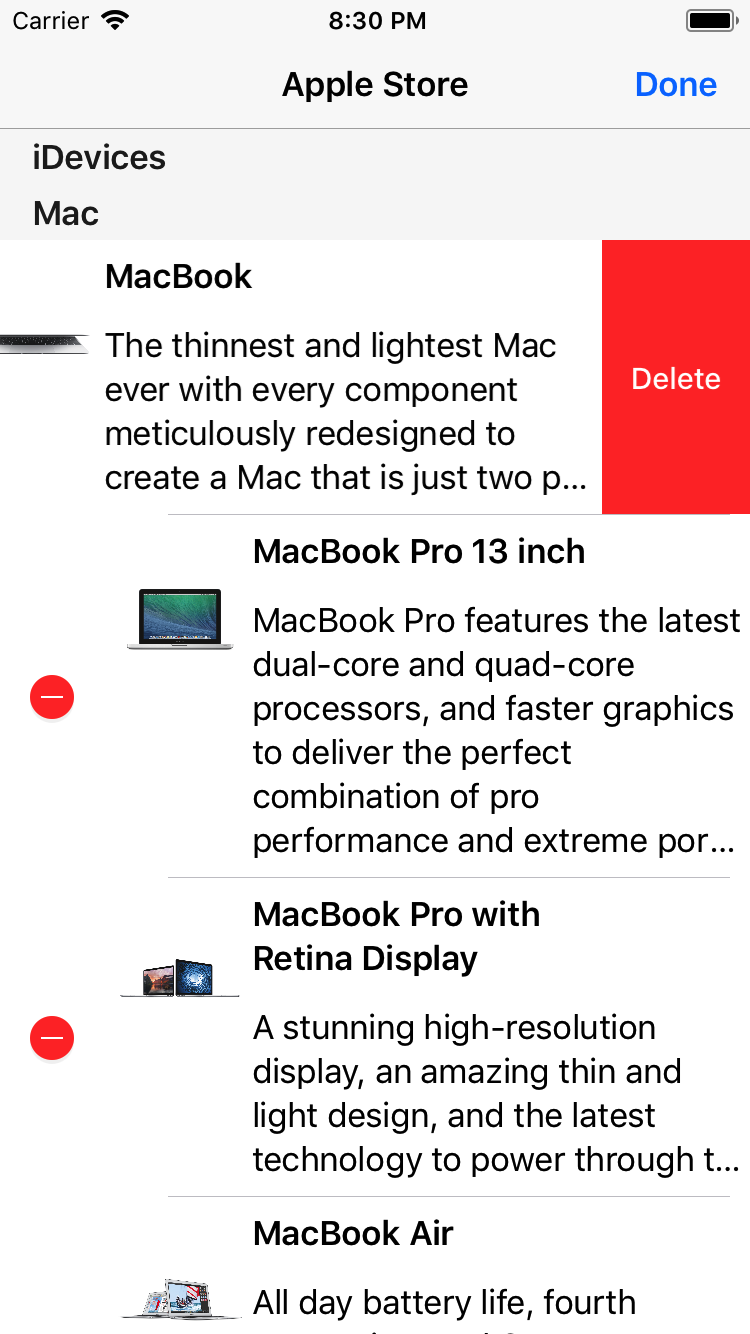 Carrier 8:30 PM
Apple Store Done
iDevices
Mac
MacBook
The thinnest and lightest Mac
ever with every component
meticulously redesigned to
create a Mac that is just two p...
Delete
MacBook Pro 13 inch
MacBook Pro features the latest
dual-core and quad-core
processors, and faster graphics
to deliver the perfect
combination of pro
performance and extreme por...
MacBook Pro with
Retina Display
A stunning high-resolution
display, an amazing thin and
light design, and the latest
technology to power through t...
MacBook Air
All day battery life, fourth